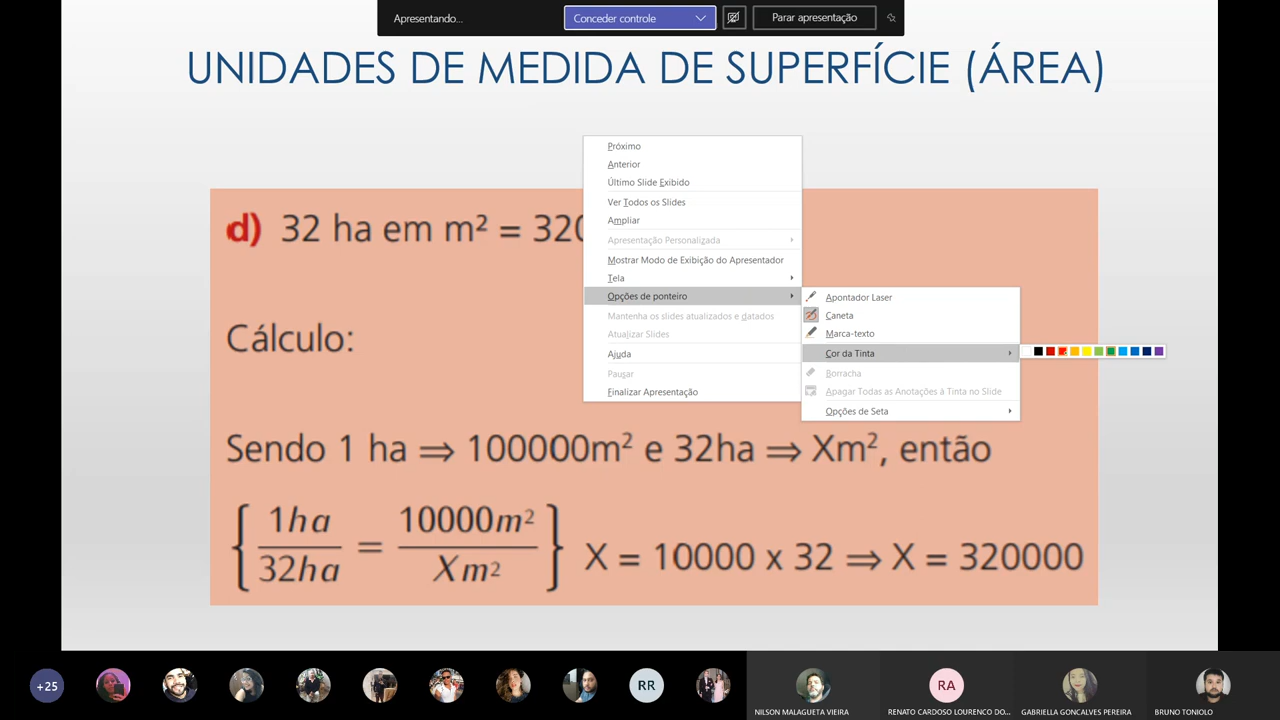 Apresentando...
Conceder controle
Parar apresentação
UNIDADES DE MEDIDA DE SUPERFÍCIE (ÁREA)
d) 32 ha em m² = 320
Próximo
Anterior
Último Slide Exibido
Ver Todos os Slides
Ampliar
Apresentação Personalizada
Mostrar Modo de Exibição do Apresentador
Tela
Opções de ponteiro
Mantenha os slides atualizados e datados
Atualizar Slides
Ajuda
Pausar
Finalizar Apresentação
Apontador Laser
Caneta
Marca-texto
Cor da Tinta
Borracha
Apagar Todas as Anotações à Tinta no Slide
Opções de Seta
Cálculo:
Sendo 1 ha ⇒ 100000m² e 32ha ⇒ Xm², então
{1ha/32ha = 10000m²/Xm²} X = 10000 x 32 ⇒ X = 320000
+25
RR
RA
NILSON MALAGUETA VIEIRA
RENATO CARDOSO LOURENCO DO...
GABRIELLA GONCALVES PEREIRA
BRUNO TONIOLO